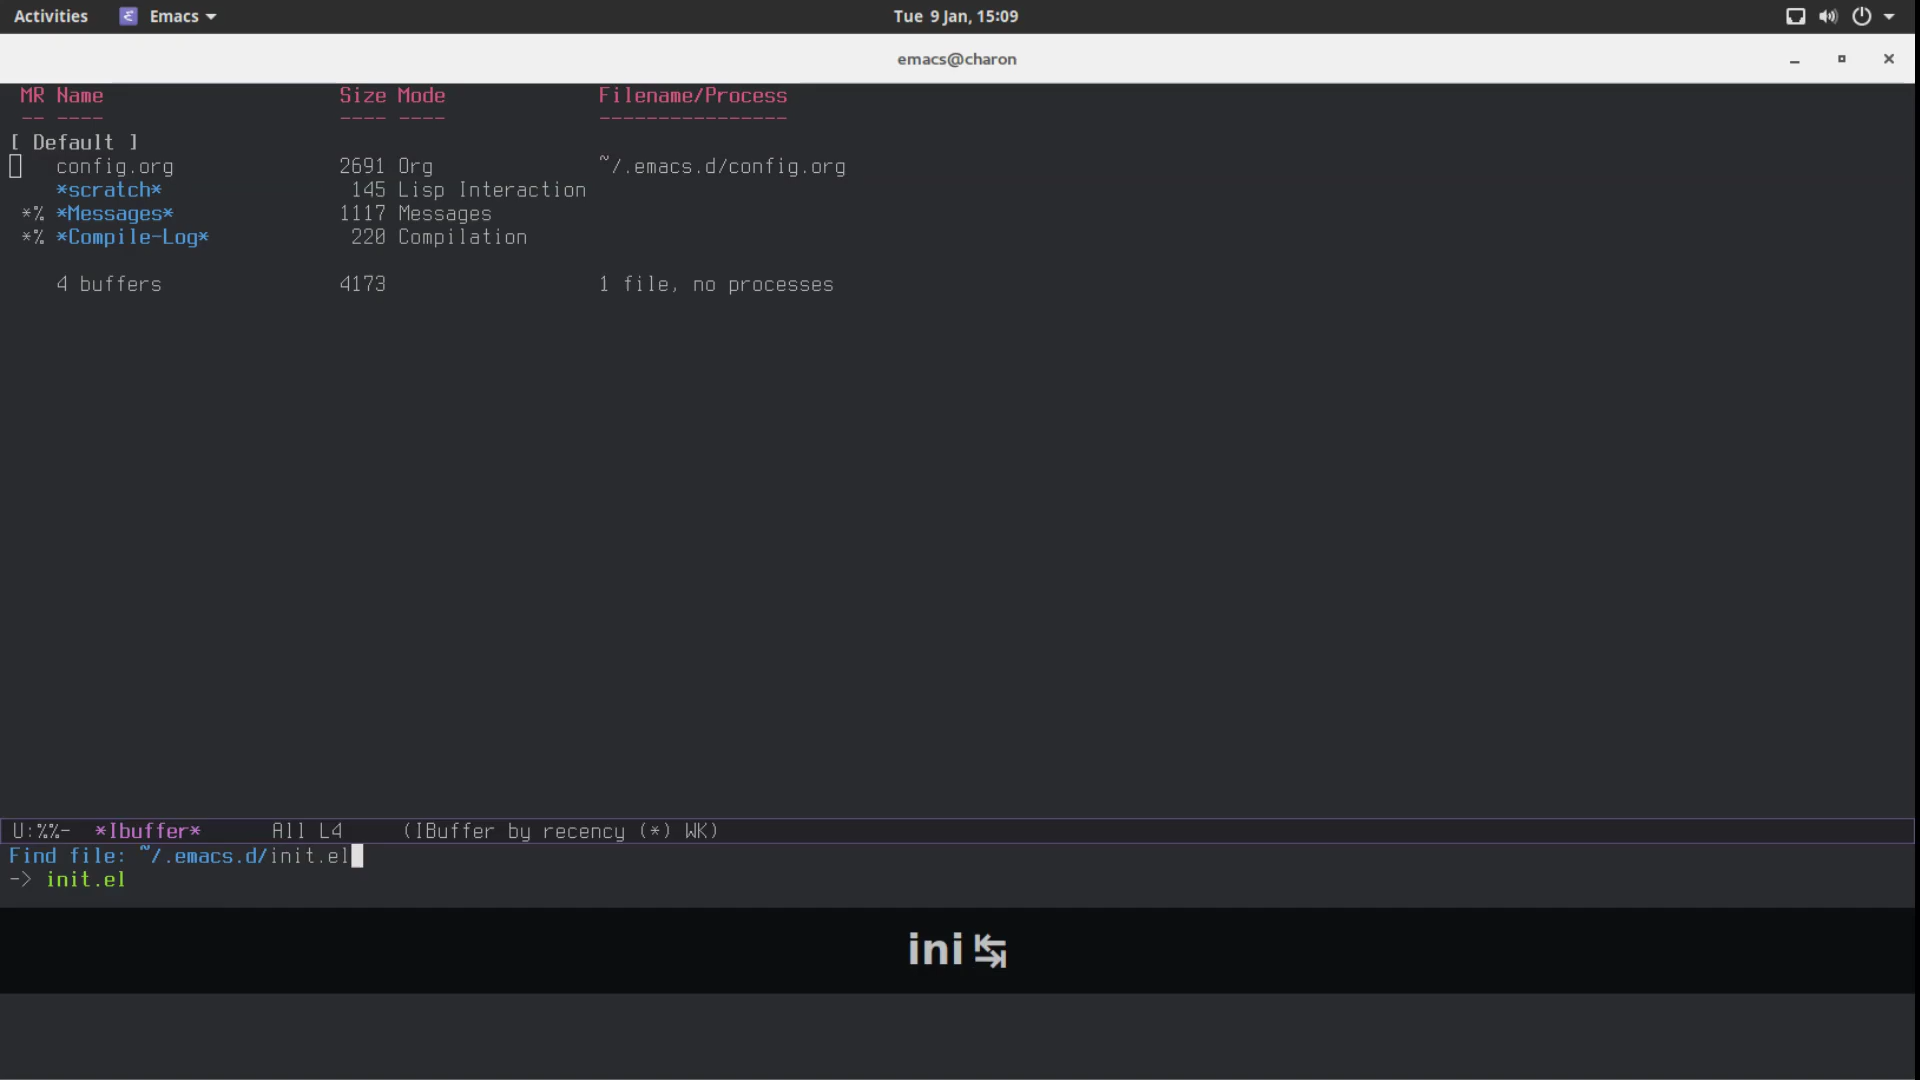 Activities Emacs Tue 9 Jan, 15:09
emacs@charon
MR Name Size Mode Filename/Process
-- ---- ---- ---- ----------------
[ Default ]
config.org 2691 Org ~/.emacs.d/config.org
*scratch* 145 Lisp Interaction
*% *Messages* 1117 Messages
*% *Compile-Log* 220 Compilation
4 buffers 4173 1 file, no processes
U:%%- *Ibuffer* All L4 (IBuffer by recency (*) WK)
Find file: ~/.emacs.d/init.el
-> init.el
ini ↹